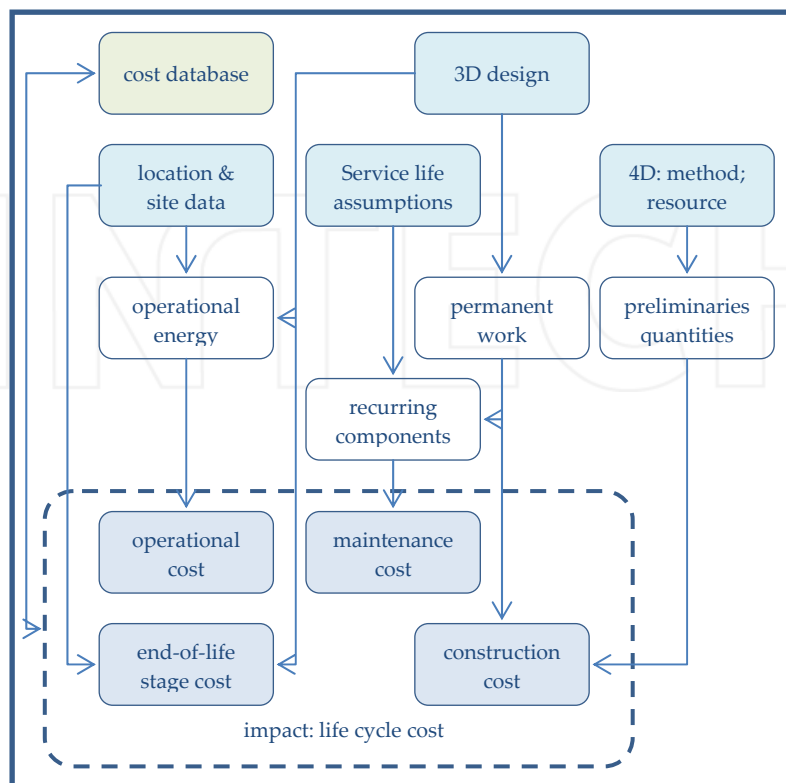 cost database
3D design
location &
site data
Service life
assumptions
4D: method;
resource
operational
energy
permanent
work
preliminaries
quantities
recurring
components
operational
cost
maintenance
cost
end-of-life
stage cost
construction
cost
impact: life cycle cost
INTECH